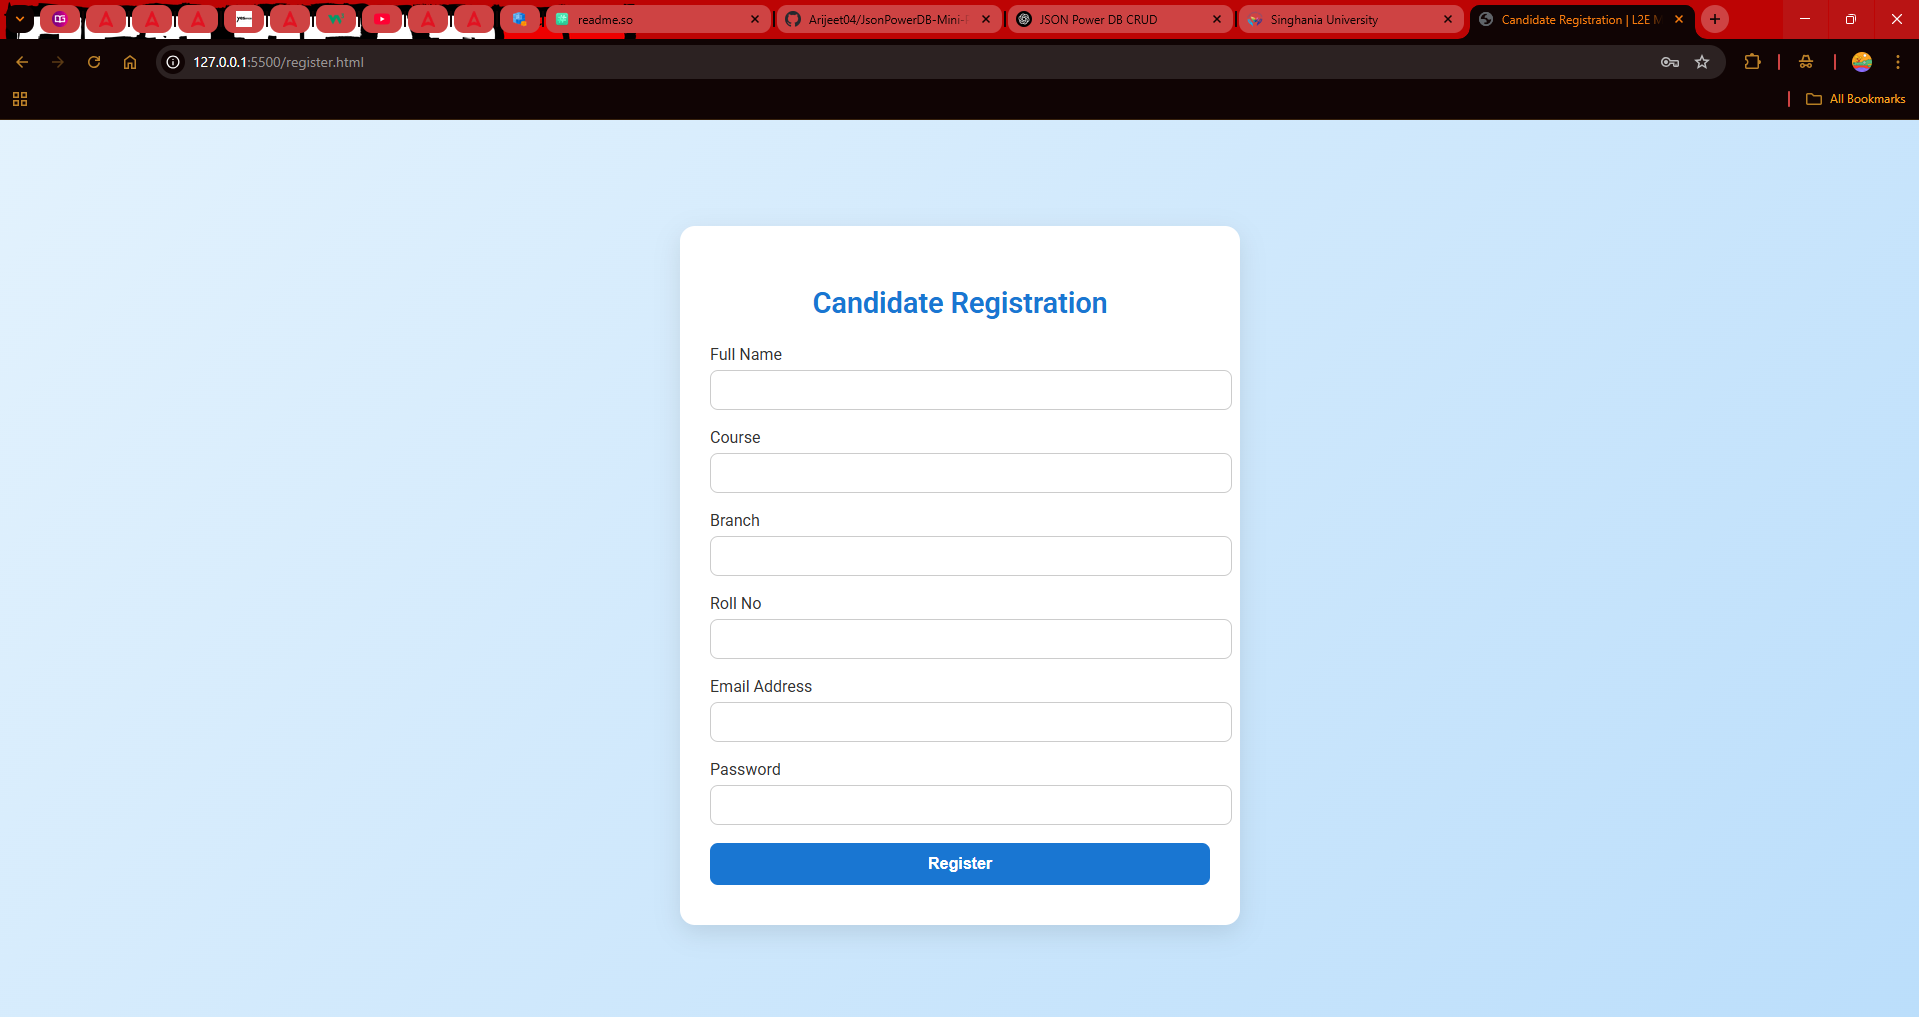 readme.so
Arijeet04/JsonPowerDB-Mini-
JSON Power DB CRUD
Singhania University
Candidate Registration | L2E M
127.0.0.1:5500/register.html
All Bookmarks
Candidate Registration
Full Name
Course
Branch
Roll No
Email Address
Password
Register